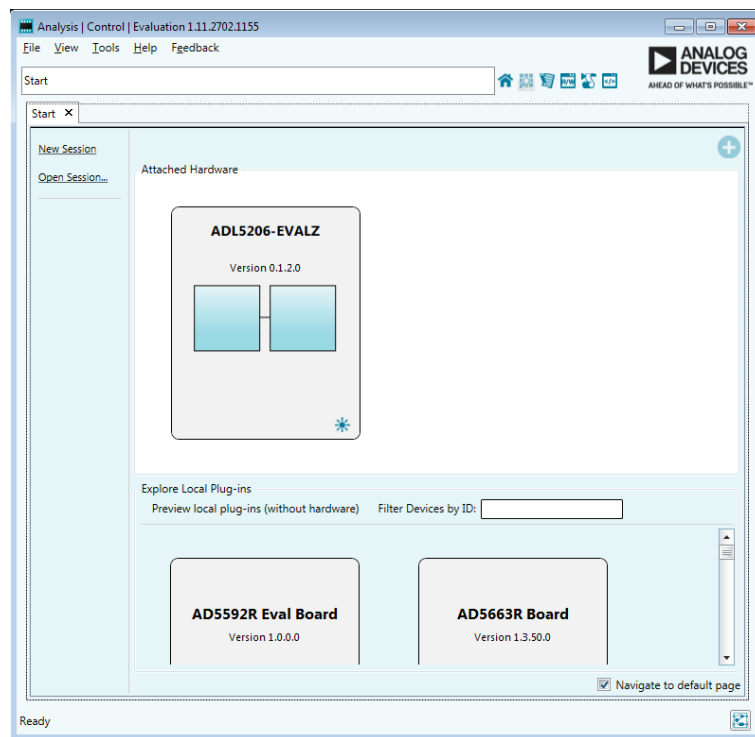 Analysis | Control | Evaluation 1.11.2702.1155
File View Tools Help Feedback
ANALOG
DEVICES
AHEAD OF WHAT'S POSSIBLE™
Start
R/W
</>
Start
New Session
Open Session...
Attached Hardware
ADL5206-EVALZ
Version 0.1.2.0
Explore Local Plug-ins
Preview local plug-ins (without hardware) Filter Devices by ID:
AD5592R Eval Board
Version 1.0.0.0
AD5663R Board
Version 1.3.50.0
Navigate to default page
Ready